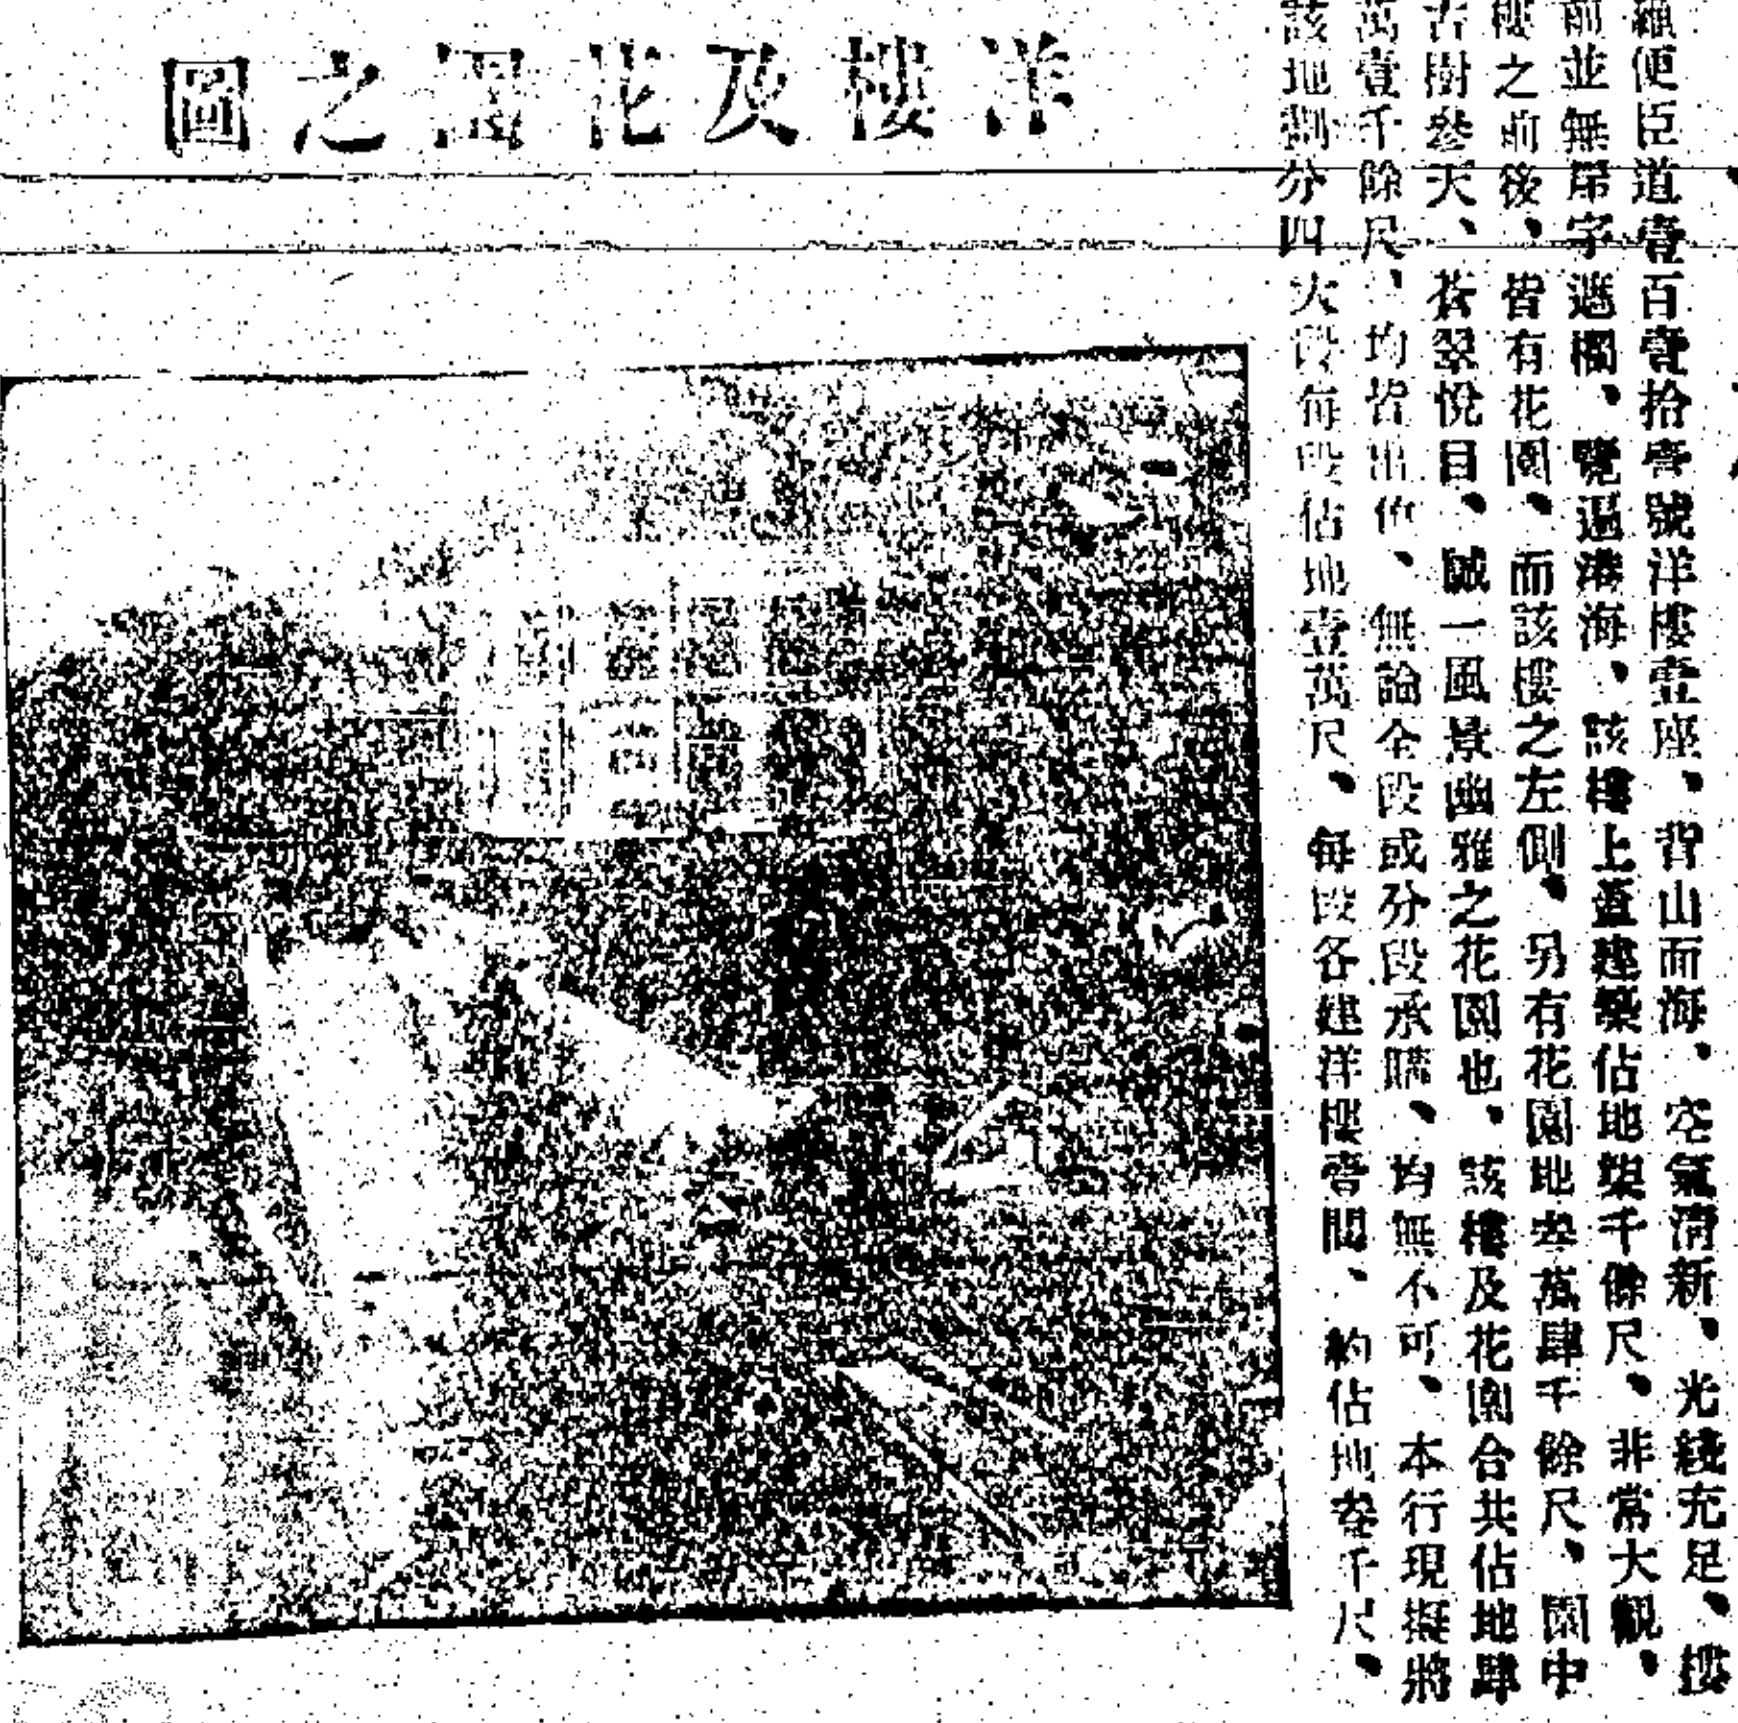 洋樓及花園之圖
便臣道壹百壹拾壹號洋樓壹座、背山面海、空氣清新、光綫充足、樓
前並無屋宇遮欄、覽遍港海、該樓上蓋建築佔地柒千餘尺、非常大觀、
樓之前後、皆有花園、而該樓之左側、另有花園地叁萬肆千餘尺、園中
古樹參天、蒼翠悅目、誠一風景幽雅之花園也、該樓及花園合共佔地肆
萬壹千餘尺、均皆出伯、無論全段或分段承購、均無不可、本行現擬將
該地劃分四大段每段佔地壹萬尺、每段各建洋樓壹間、約佔地叁千尺、